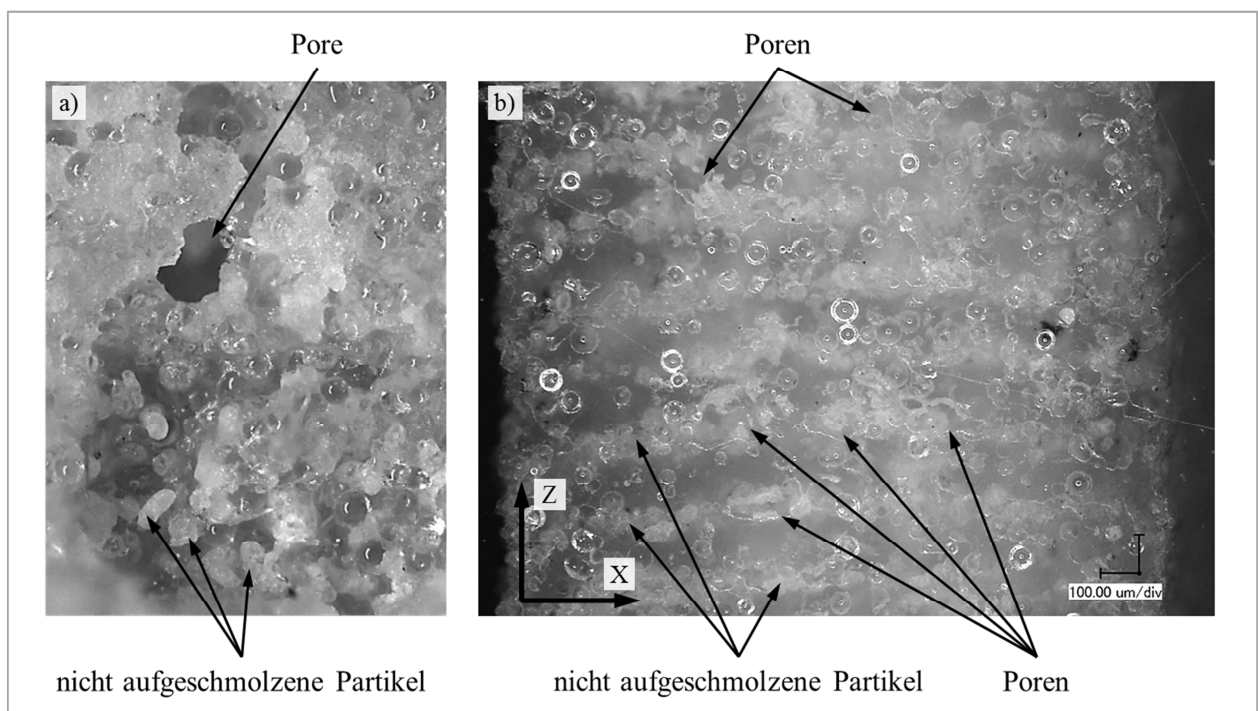 Pore
Poren
a)
b)
Z
X
100.00 um/div
nicht aufgeschmolzene Partikel
nicht aufgeschmolzene Partikel
Poren